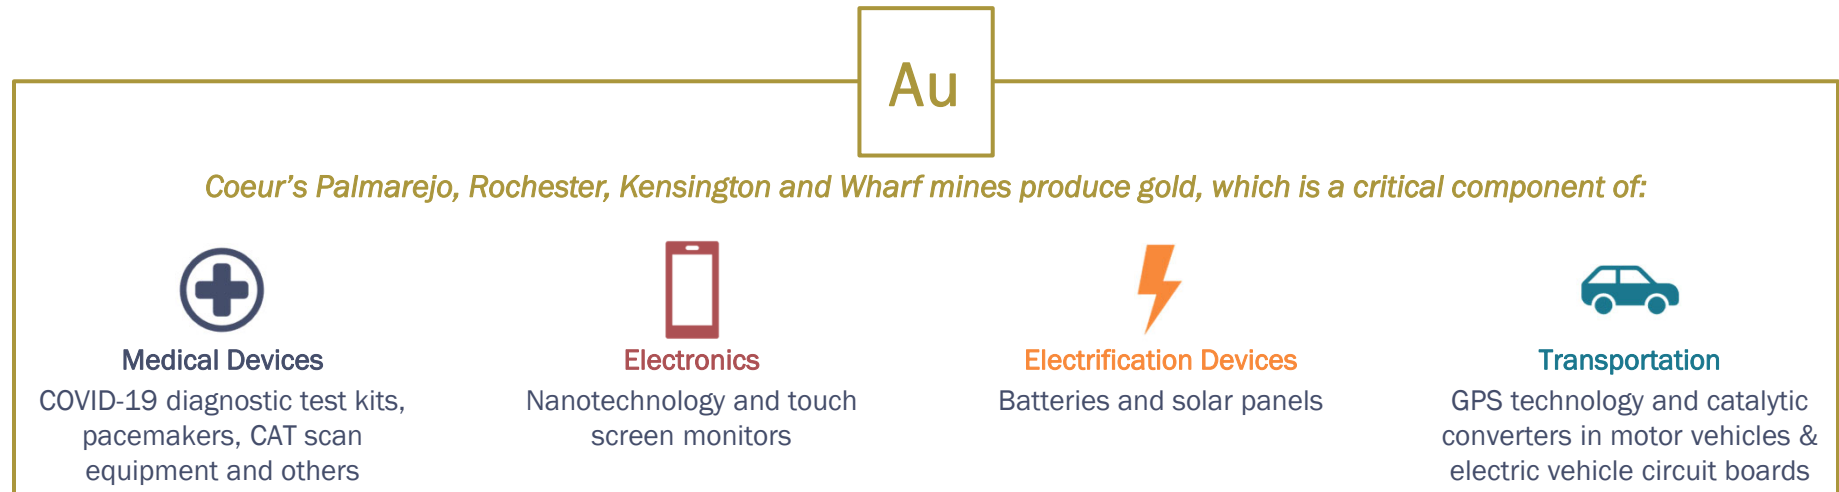 Au
Coeur's Palmarejo, Rochester, Kensington and Wharf mines produce gold, which is a critical component of:
Medical Devices
COVID-19 diagnostic test kits,
pacemakers, CAT scan
equipment and others
Electronics
Nanotechnology and touch
screen monitors
Electrification Devices
Batteries and solar panels
Transportation
GPS technology and catalytic
converters in motor vehicles &
electric vehicle circuit boards